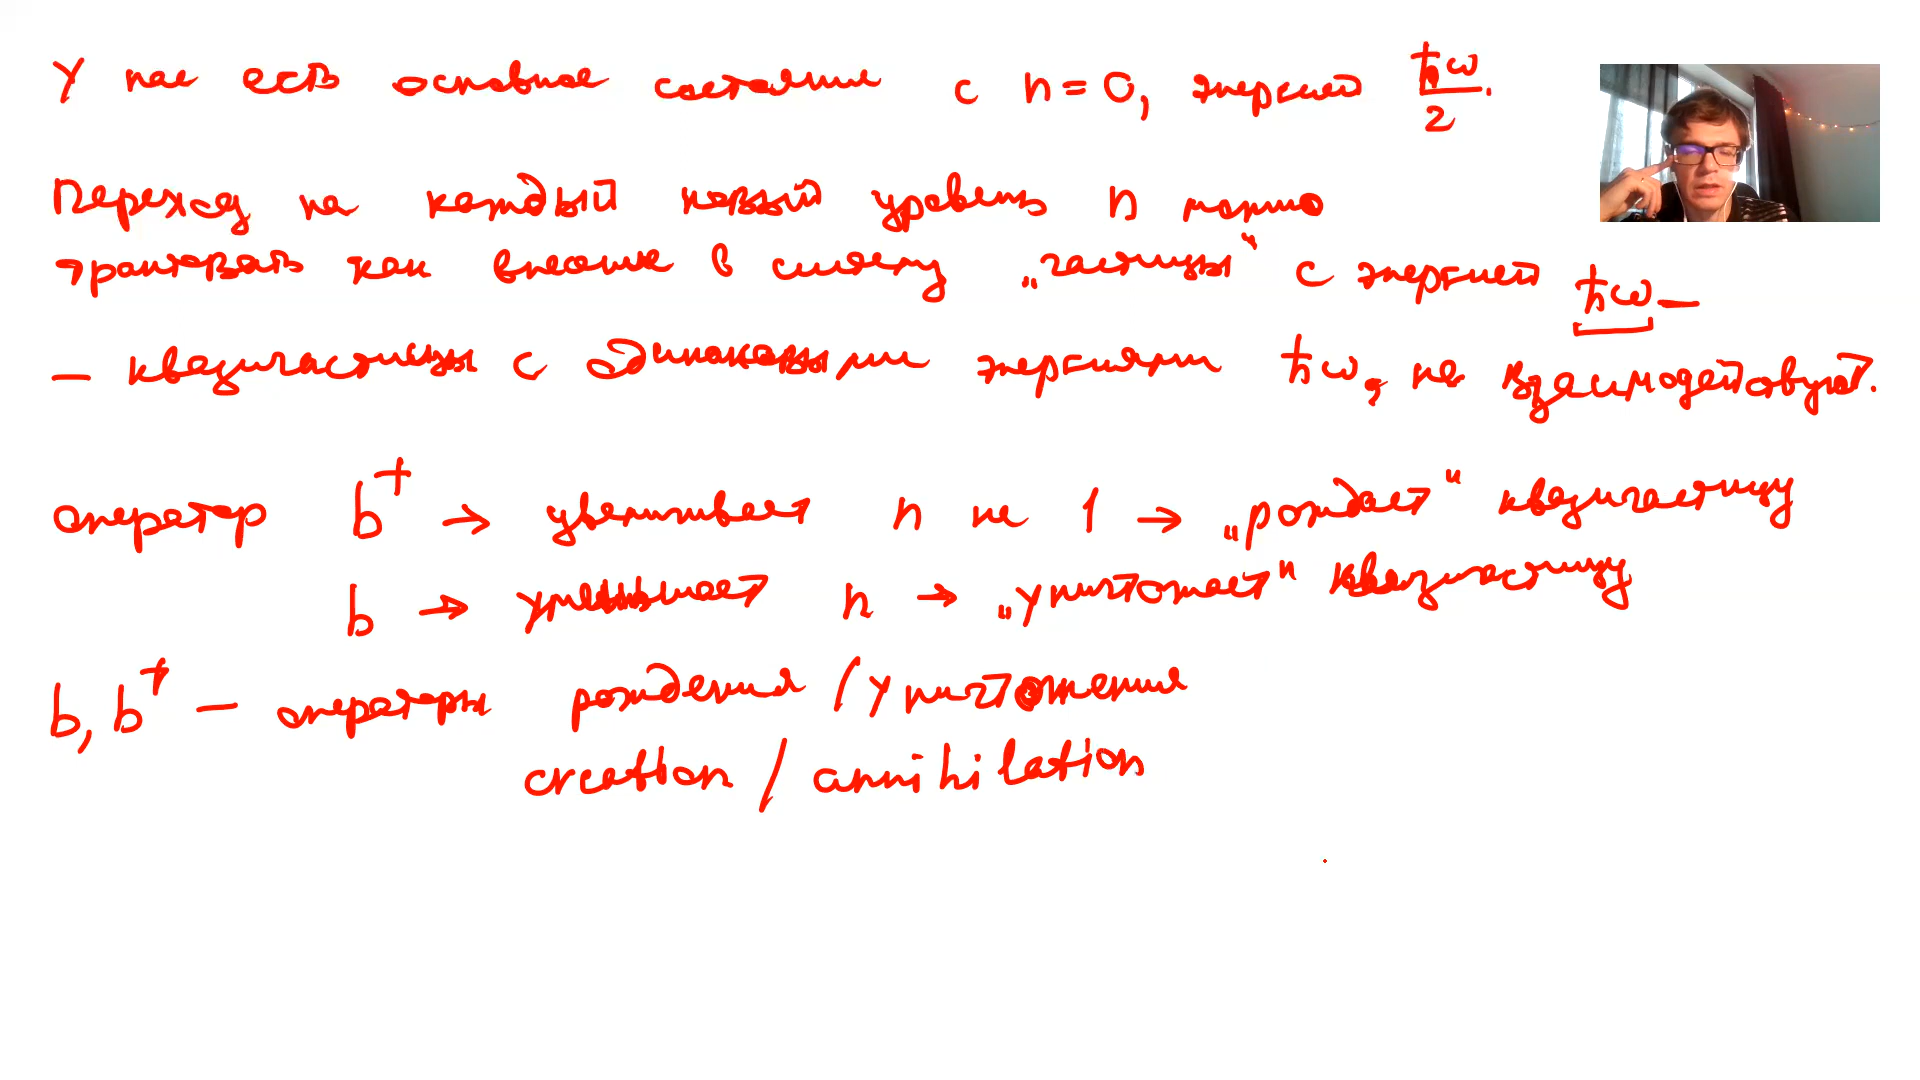 У нас есть основное состояние с n = 0, энергией ħω/2.
Переход на каждый новый уровень n можно
трактовать как внесение в систему „частицы“ с энергией ħω —
— квазичастицы с одинаковыми энергиями ħω, не взаимодействуют.
оператор b⁺ → увеличивает n на 1 → „рождает“ квазичастицу
b → уменьшает n → „уничтожает“ квазичастицу
b, b⁺ — операторы рождения / уничтожения
creation / annihilation